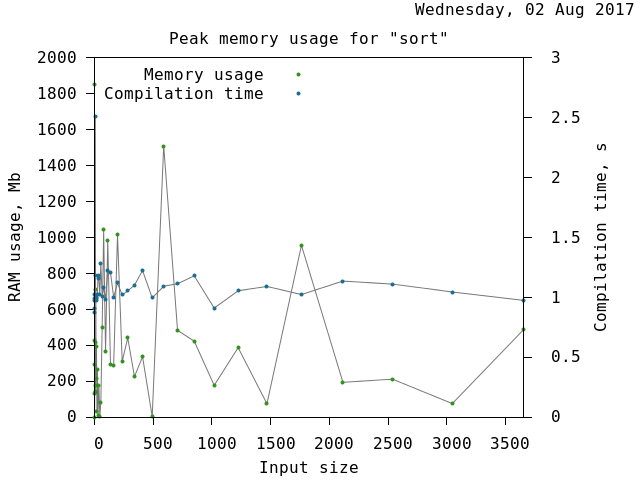 Wednesday, 02 Aug 2017
Peak memory usage for "sort"
Memory usage
Compilation time
RAM usage, Mb
2000
1800
1600
1400
1200
1000
800
600
400
200
0
3
2.5
2
1.5
1
0.5
0
Compilation time, s
0 500 1000 1500 2000 2500 3000 3500
Input size